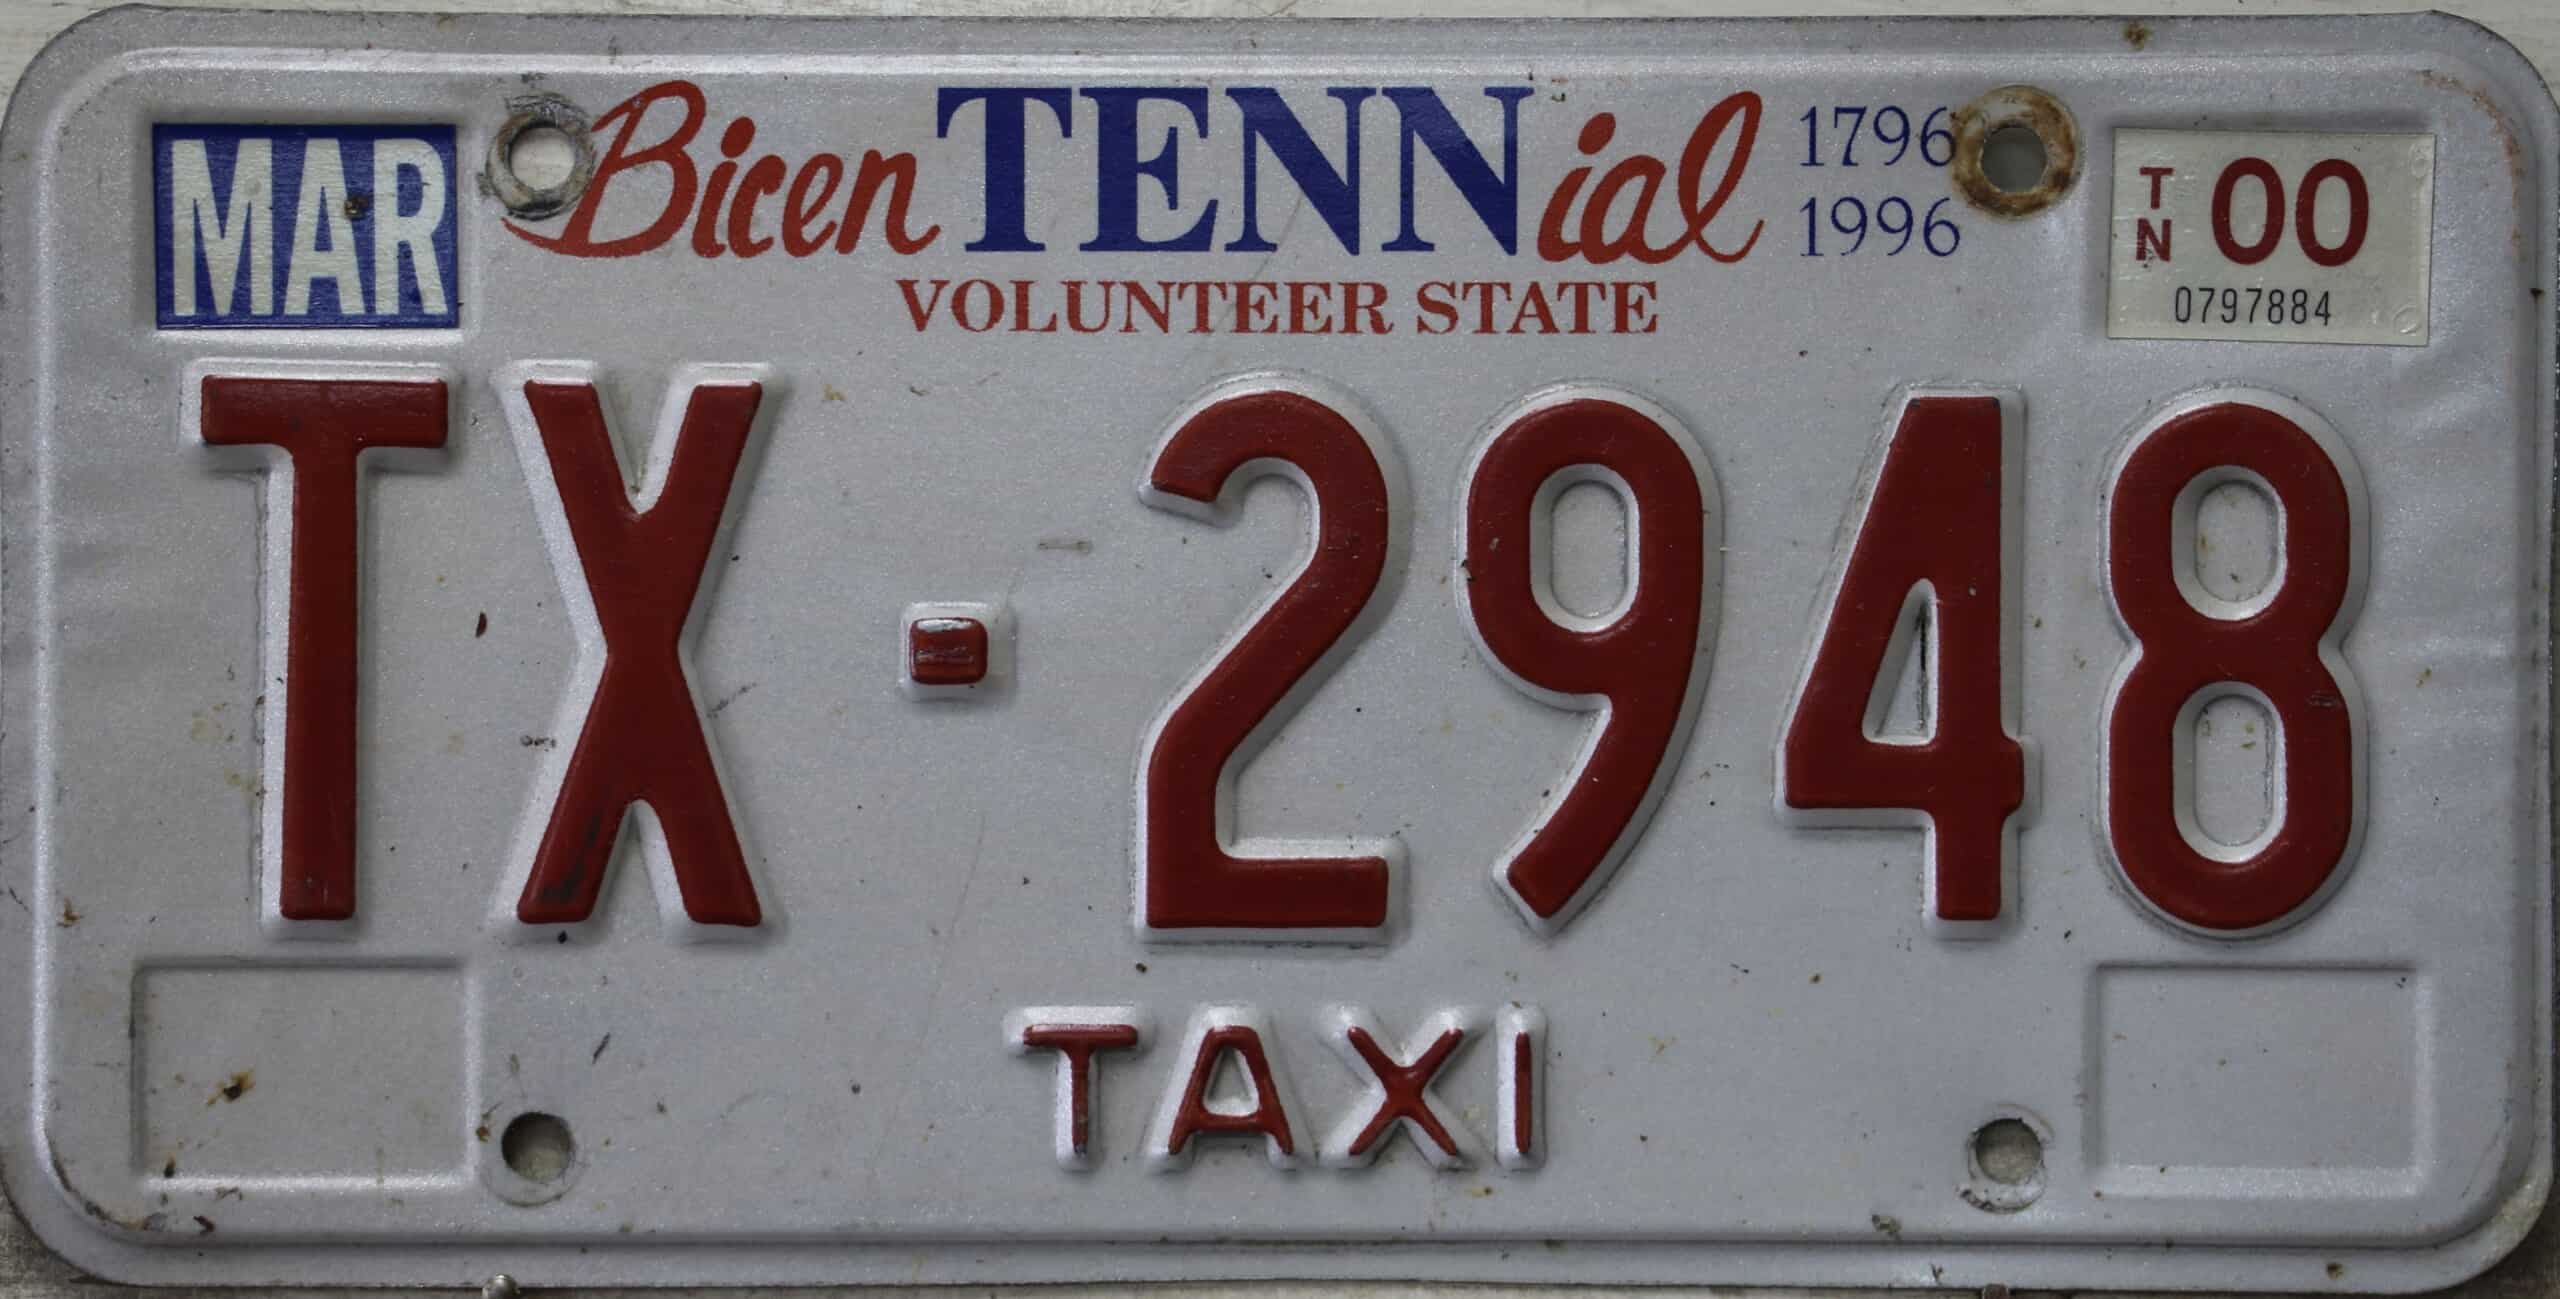 MAR
BicenTENNial
1796
1996
TN 00
0797884
VOLUNTEER STATE
TX-2948
TAXI